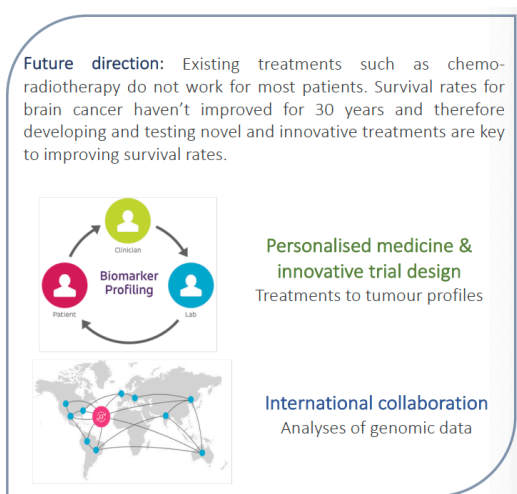 Future direction: Existing treatments such as chemo-
radiotherapy do not work for most patients. Survival rates for
brain cancer haven't improved for 30 years and therefore
developing and testing novel and innovative treatments are key
to improving survival rates.
Clinician
Biomarker
Profiling
Patient
Lab
Personalised medicine &
innovative trial design
Treatments to tumour profiles
International collaboration
Analyses of genomic data